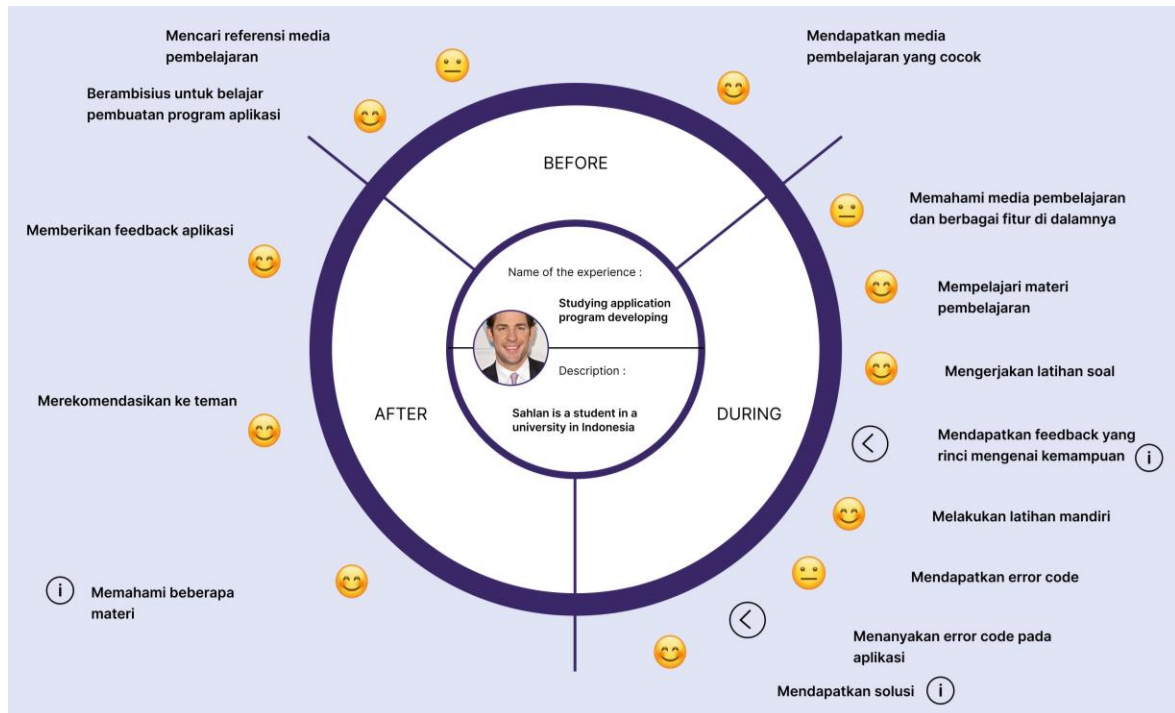 Mencari referensi media
pembelajaran
Berambisius untuk belajar
pembuatan program aplikasi
Mendapatkan media
pembelajaran yang cocok
BEFORE
Memahami media pembelajaran
dan berbagai fitur di dalamnya
Memberikan feedback aplikasi
Name of the experience :
Studying application
program developing
Mempelajari materi
pembelajaran
Description :
Sahlan is a student in a
university in Indonesia
Mengerjakan latihan soal
Merekomendasikan ke teman
AFTER
DURING
Mendapatkan feedback yang
rinci mengenai kemampuan
i
Melakukan latihan mandiri
Mendapatkan error code
i
Memahami beberapa
materi
Menanyakan error code pada
aplikasi
Mendapatkan solusi
i